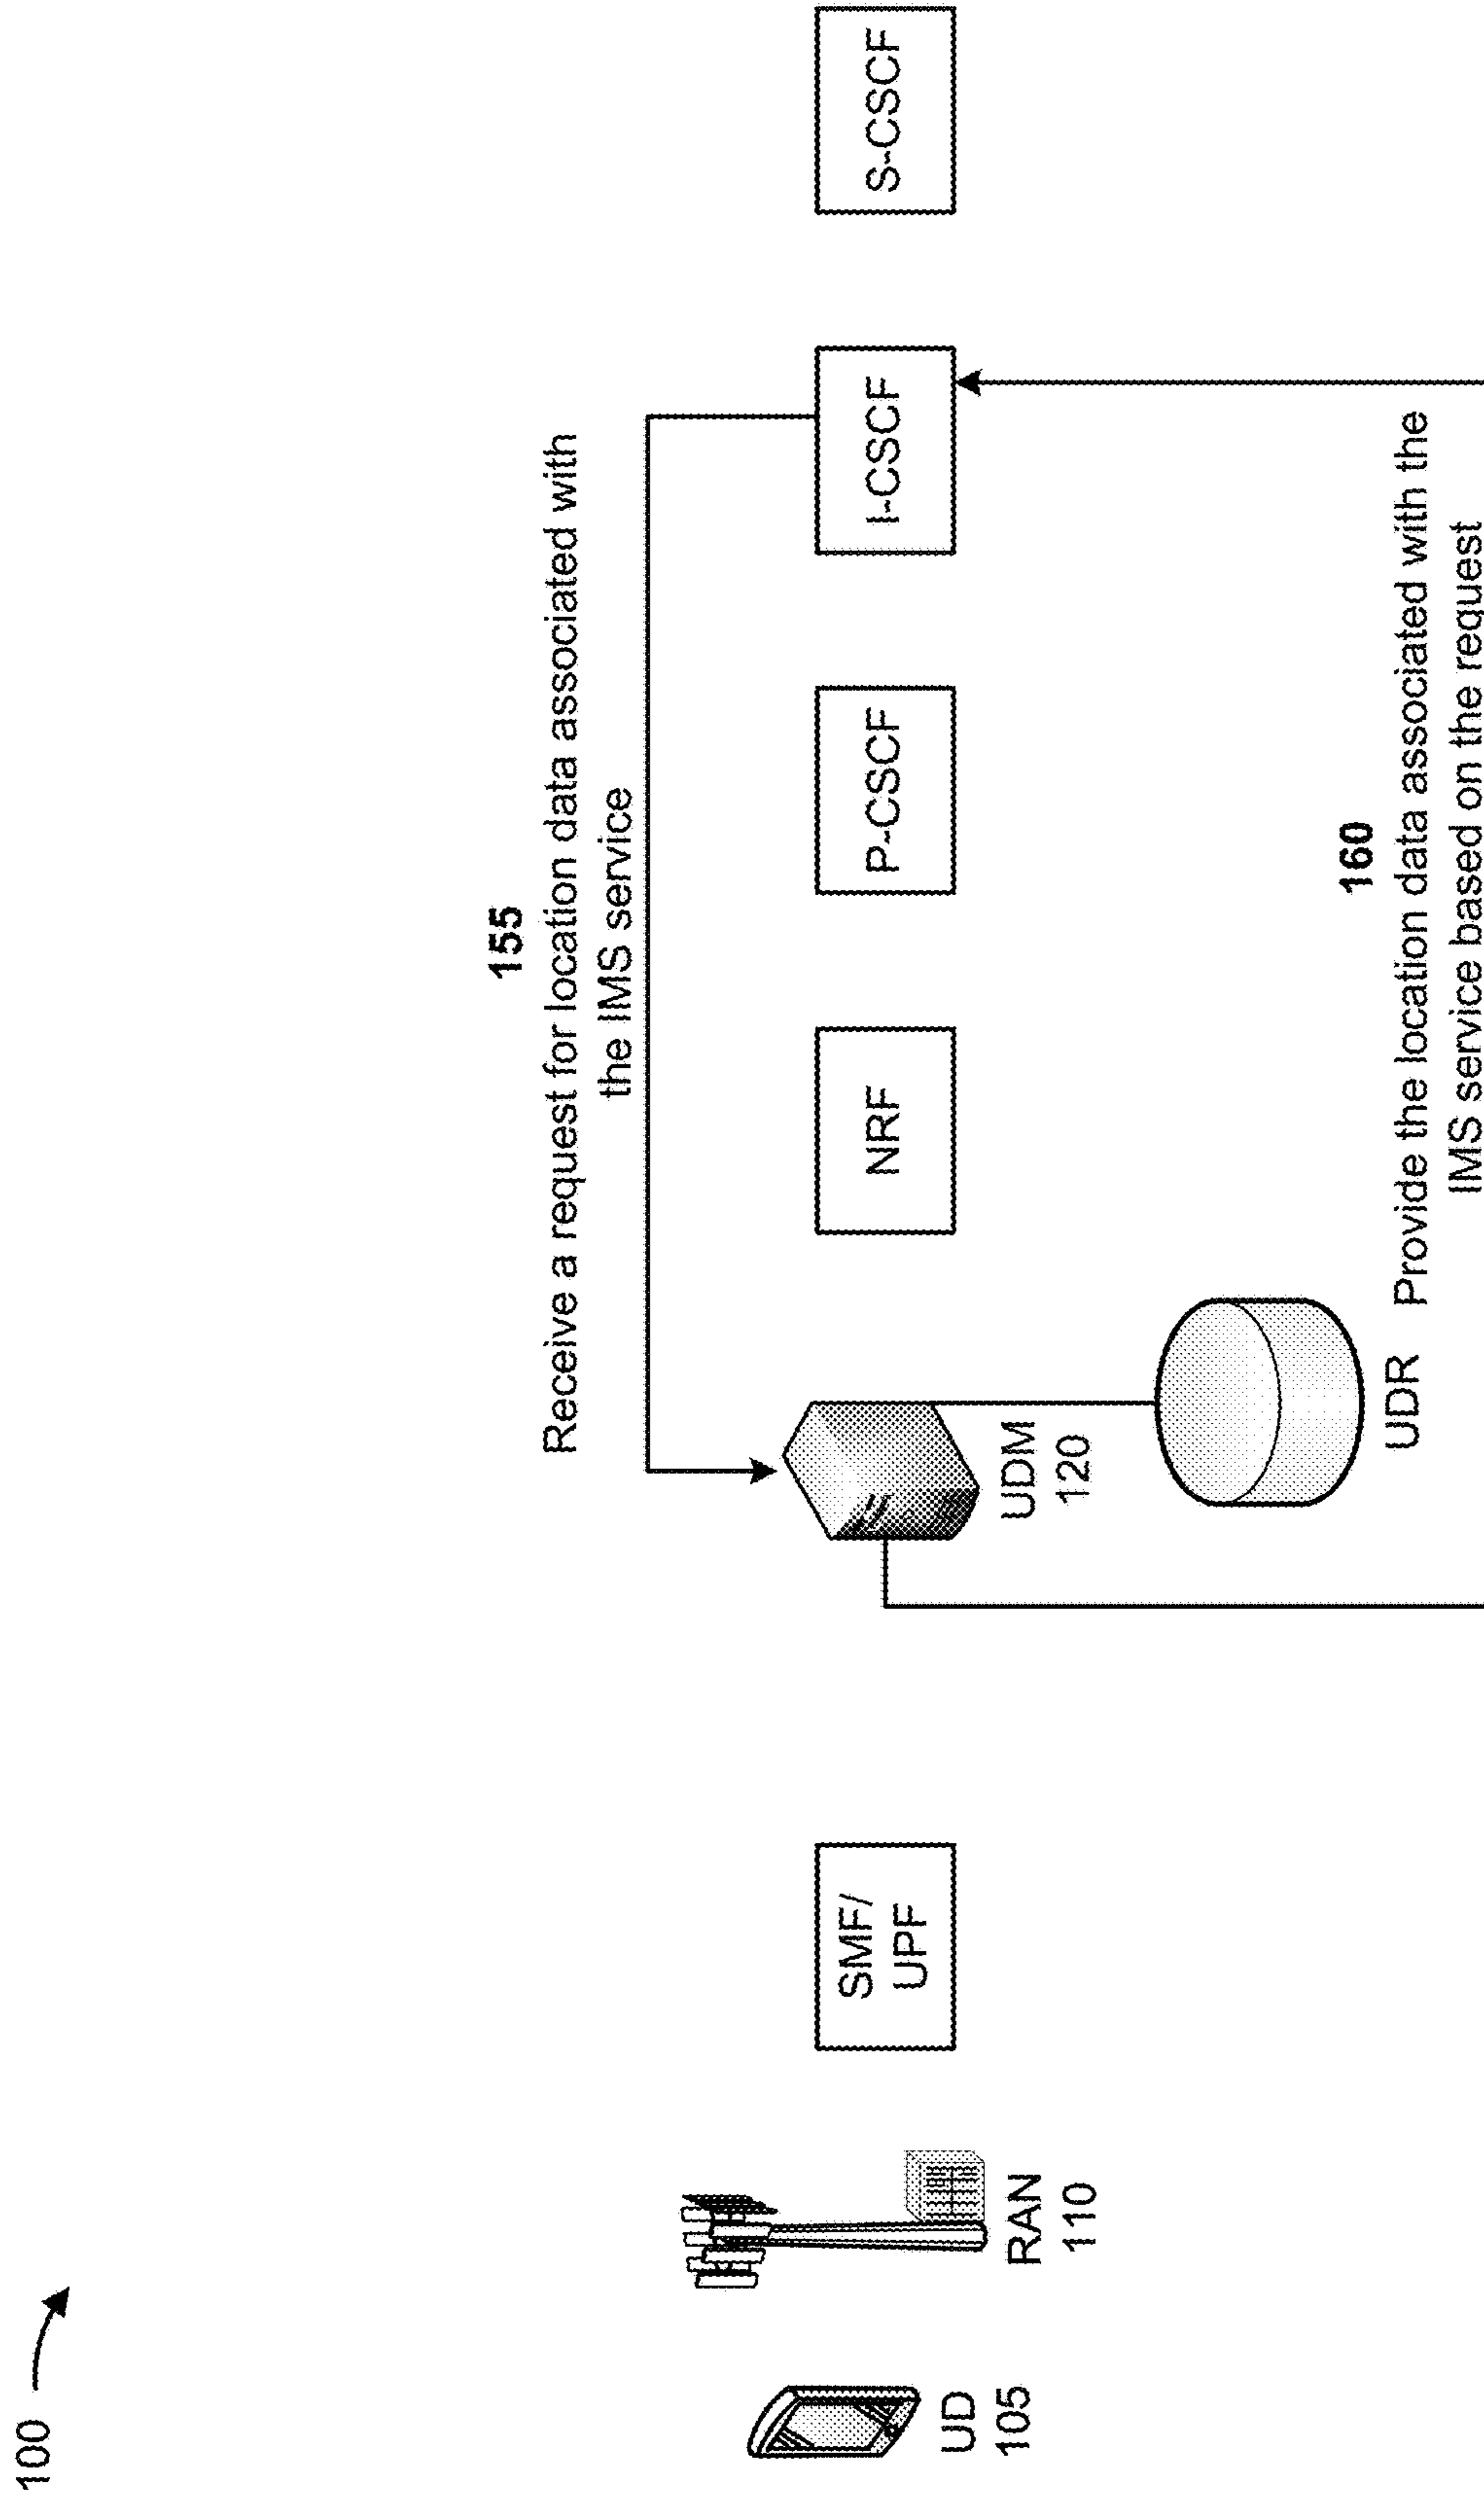 100
155
Receive a request for location data associated with
the IMS service
UD
105
RAN
110
SMF/
UPF
UDM
120
NRF
P-CSCF
I-CSCF
S-CSCF
UDR
160
Provide the location data associated with the
IMS service based on the request